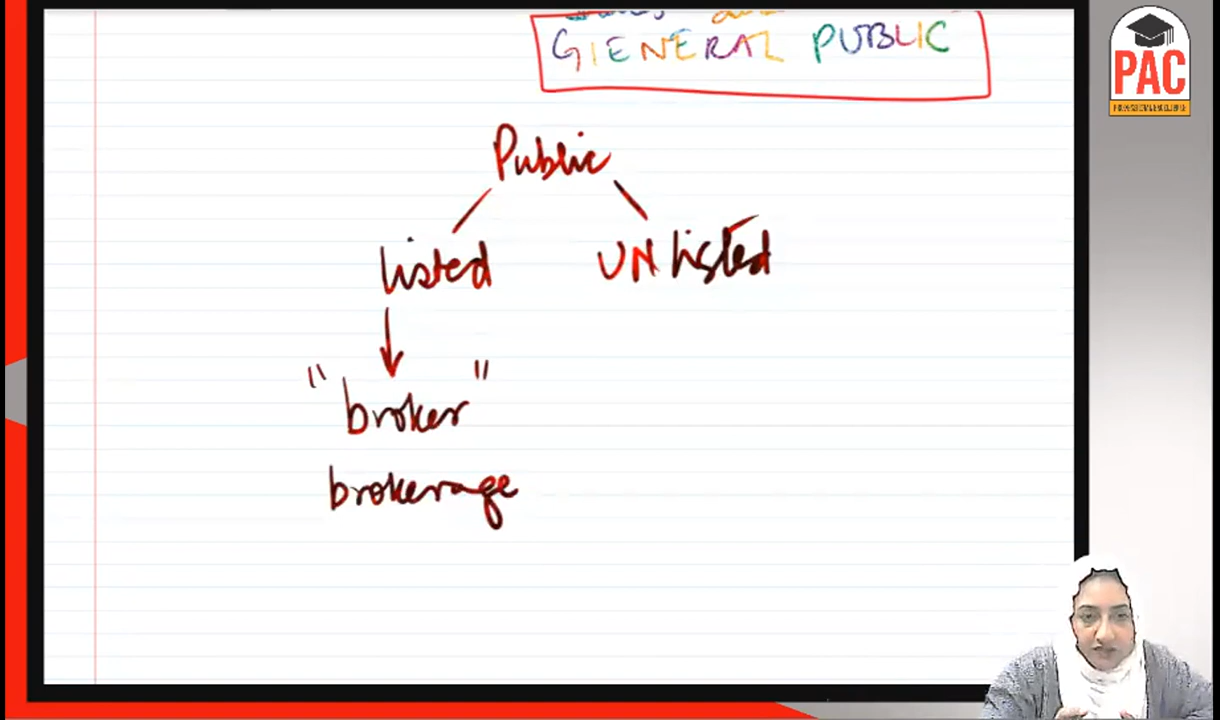 GENERAL PUBLIC
Public
listed UNlisted
"broker"
brokerage
PAC